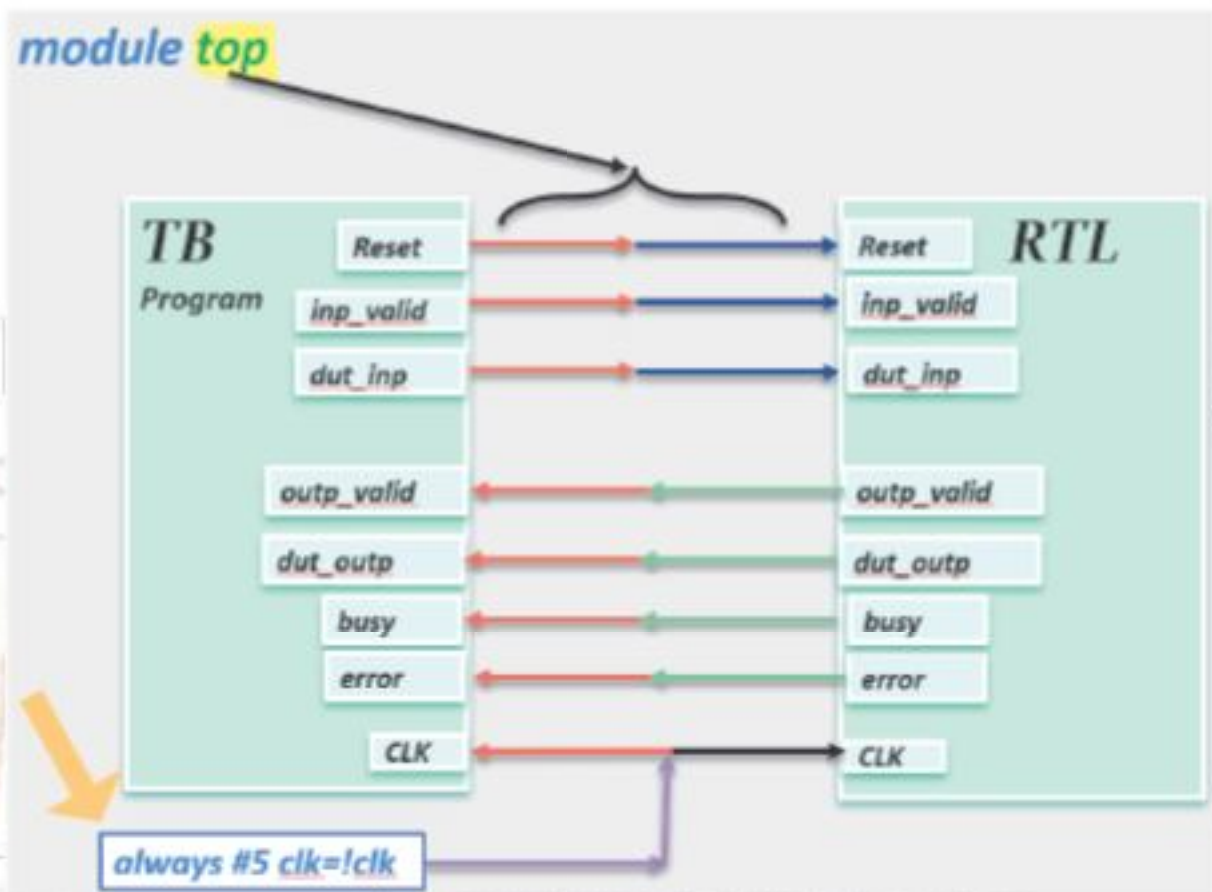 module top
TB
Program
Reset
inp_valid
dut_inp
outp_valid
dut_outp
busy
error
CLK
RTL
Reset
inp_valid
dut_inp
outp_valid
dut_outp
busy
error
CLK
always #5 clk=!clk